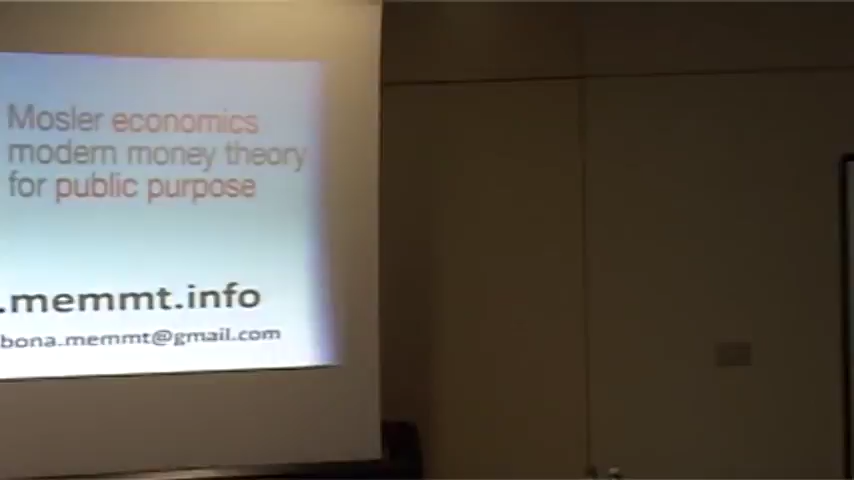 Mosler economics
modern money theory
for public purpose
.memmt.info
bona.memmt@gmail.com